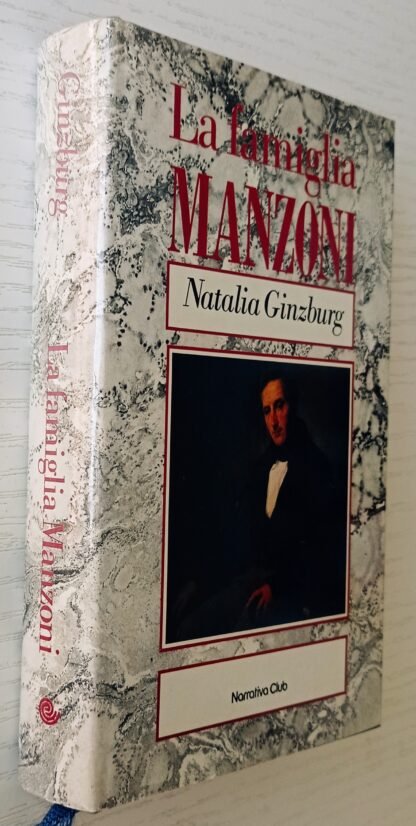 La famiglia
MANZONI
Natalia Ginzburg
Narrativa Club
Ginzburg
La famiglia Manzoni